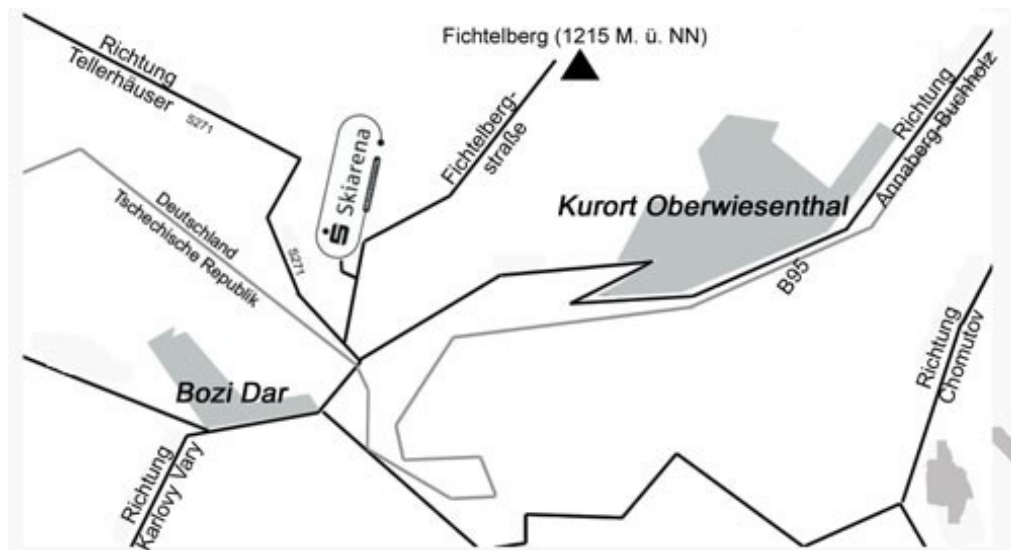 Fichtelberg (1215 M. ü. NN)
Richtung
Tellerhäuser
S271
Fichtelberg-
straße
Richtung
Annaberg-Buchholz
Skiarena
Kurort Oberwiesenthal
Deutschland
Tschechische Republik
S271
B95
Richtung
Chomutov
Bozi Dar
Richtung
Karlovy Vary